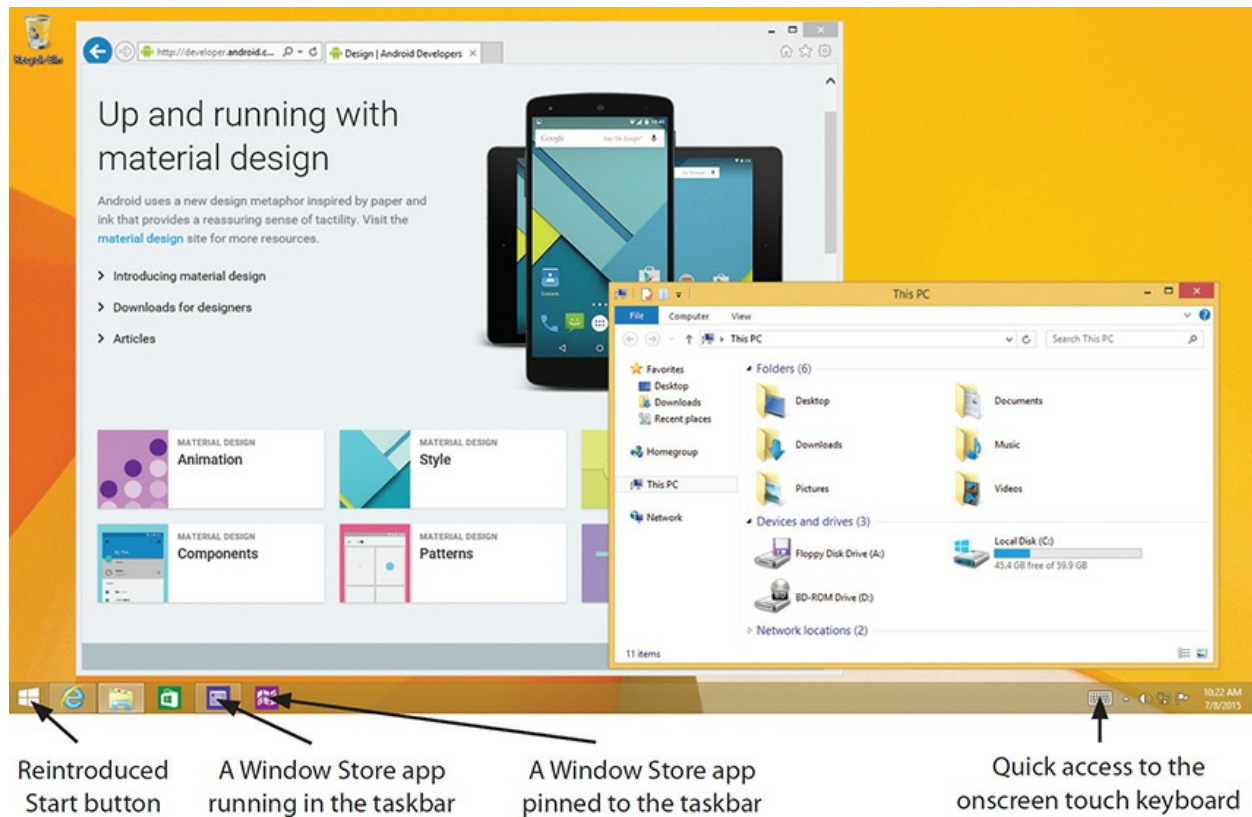 Recycle Bin
http://developer.android.c...
Design | Android Developers
Up and running with
material design
Android uses a new design metaphor inspired by paper and
ink that provides a reassuring sense of tactility. Visit the
material design site for more resources.
Introducing material design
Downloads for designers
Articles
Google
Say "Ok Google"
Contacts
MATERIAL DESIGN
Animation
MATERIAL DESIGN
Style
MATERIAL DESIGN
Components
MATERIAL DESIGN
Patterns
This PC
File Computer View
This PC
Search This PC
Favorites
Desktop
Downloads
Recent places
Homegroup
This PC
Network
Folders (6)
Desktop
Documents
Downloads
Music
Pictures
Videos
Devices and drives (3)
Floppy Disk Drive (A:)
Local Disk (C:)
45.4 GB free of 59.9 GB
BD-ROM Drive (D:)
Network locations (2)
11 items
10:22 AM
7/8/2015
Reintroduced
Start button
A Window Store app
running in the taskbar
A Window Store app
pinned to the taskbar
Quick access to the
onscreen touch keyboard